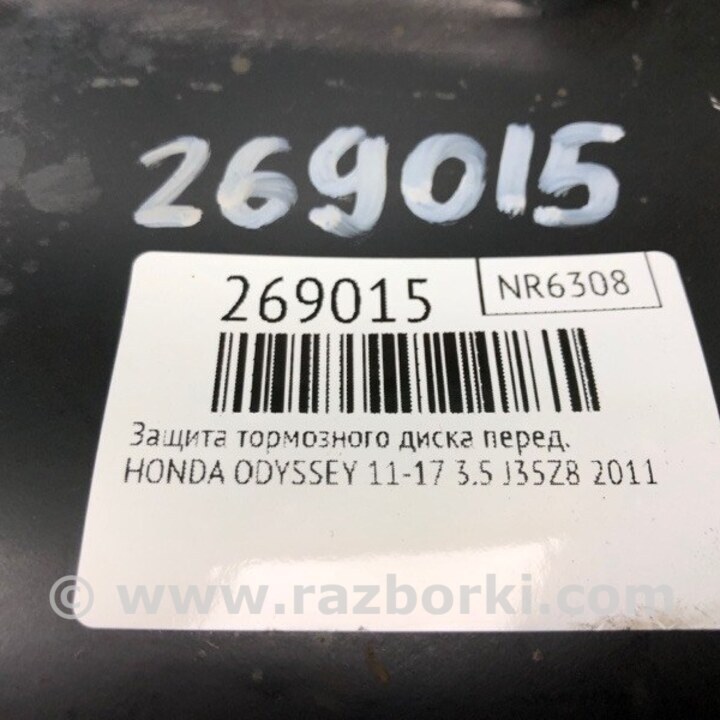 269015
269015
NR6308
Защита тормозного диска перед.
HONDA ODYSSEY 11-17 3.5 J35Z8 2011
© www.razborki.com